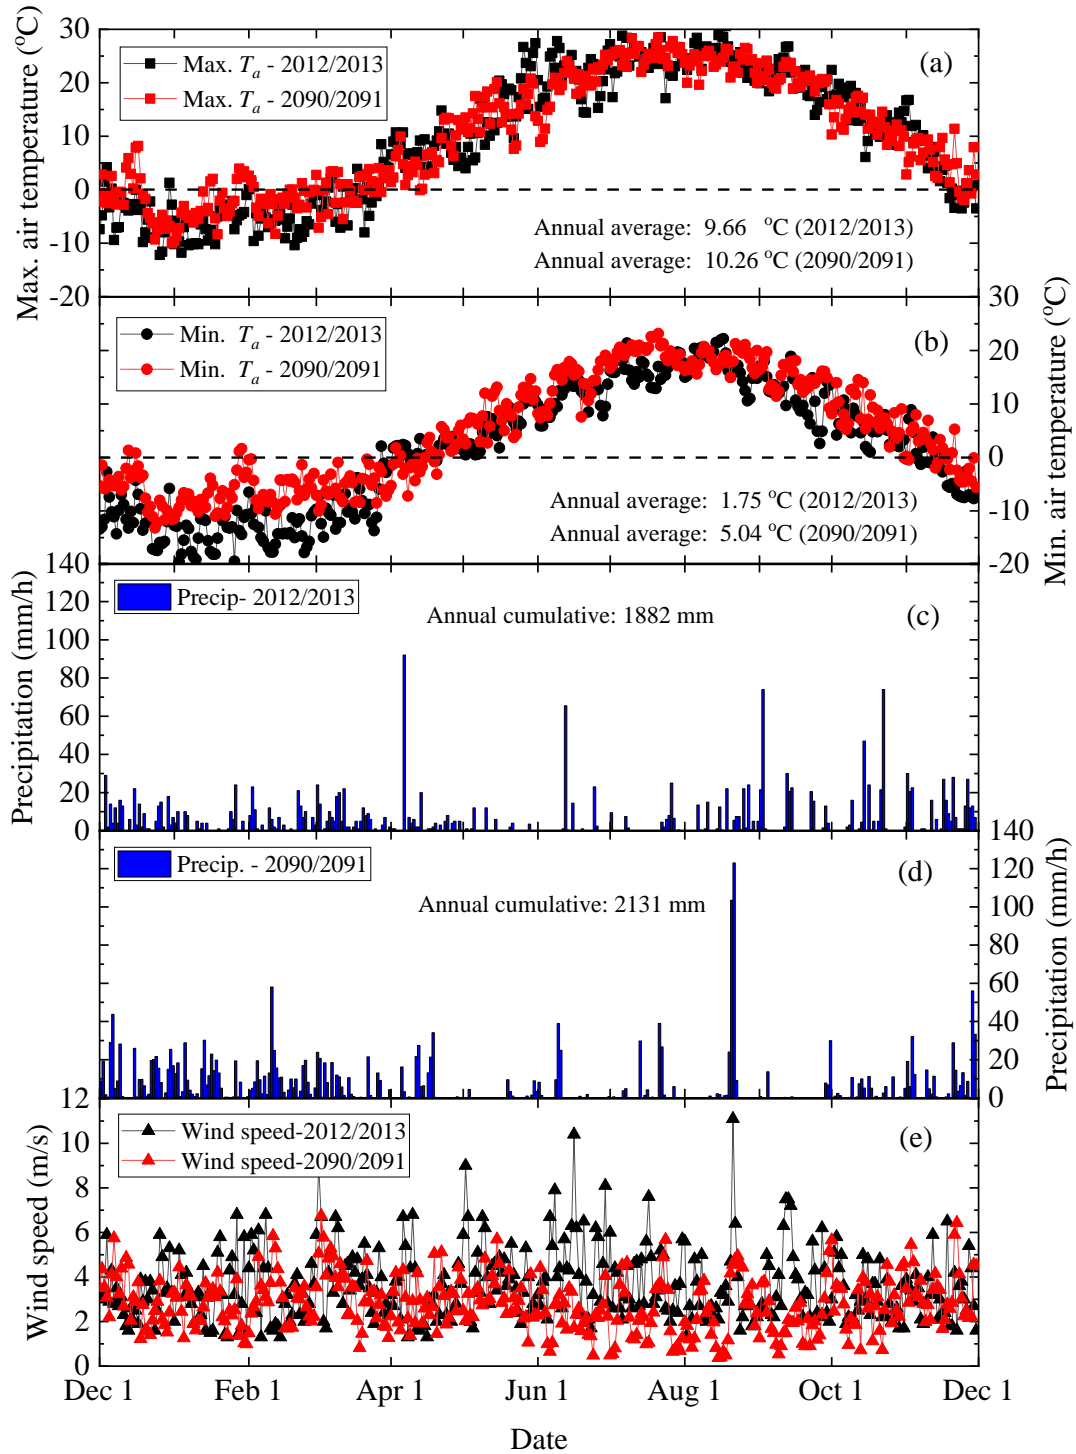 30
20
10
0
-10
-20
Max. air temperature (°C)
Max. Ta - 2012/2013
Max. Ta - 2090/2091
(a)
Annual average: 9.66 °C (2012/2013)
Annual average: 10.26 °C (2090/2091)
30
20
10
0
-10
-20
Min. air temperature (°C)
Min. Ta - 2012/2013
Min. Ta - 2090/2091
(b)
Annual average: 1.75 °C (2012/2013)
Annual average: 5.04 °C (2090/2091)
140
120
100
80
60
40
20
0
Precipitation (mm/h)
Precip- 2012/2013
Annual cumulative: 1882 mm
(c)
140
120
100
80
60
40
20
0
Precipitation (mm/h)
Precip. - 2090/2091
Annual cumulative: 2131 mm
(d)
12
10
8
6
4
2
0
Wind speed (m/s)
Wind speed-2012/2013
Wind speed-2090/2091
(e)
Dec 1 Feb 1 Apr 1 Jun 1 Aug 1 Oct 1 Dec 1
Date